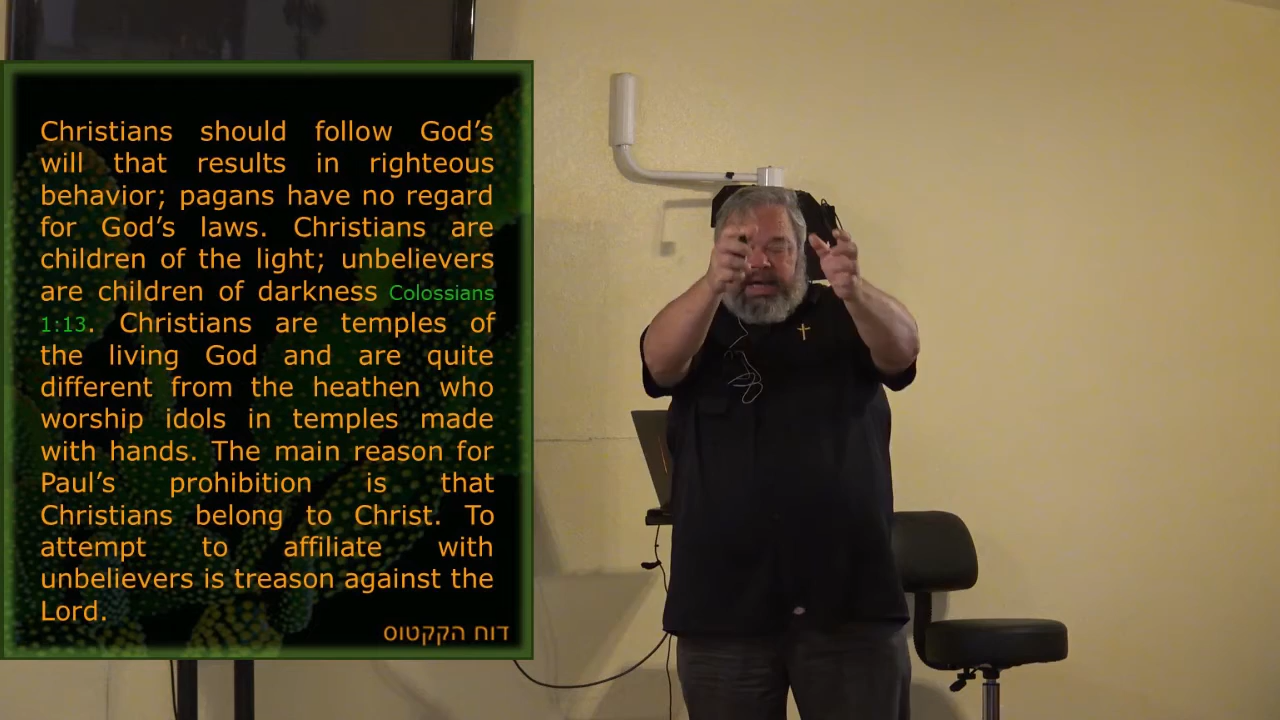 Christians should follow God’s
will that results in righteous
behavior; pagans have no regard
for God’s laws. Christians are
children of the light; unbelievers
are children of darkness Colossians
1:13. Christians are temples of
the living God and are quite
different from the heathen who
worship idols in temples made
with hands. The main reason for
Paul’s prohibition is that
Christians belong to Christ. To
attempt to affiliate with
unbelievers is treason against the
Lord.
דוח הקקטוס